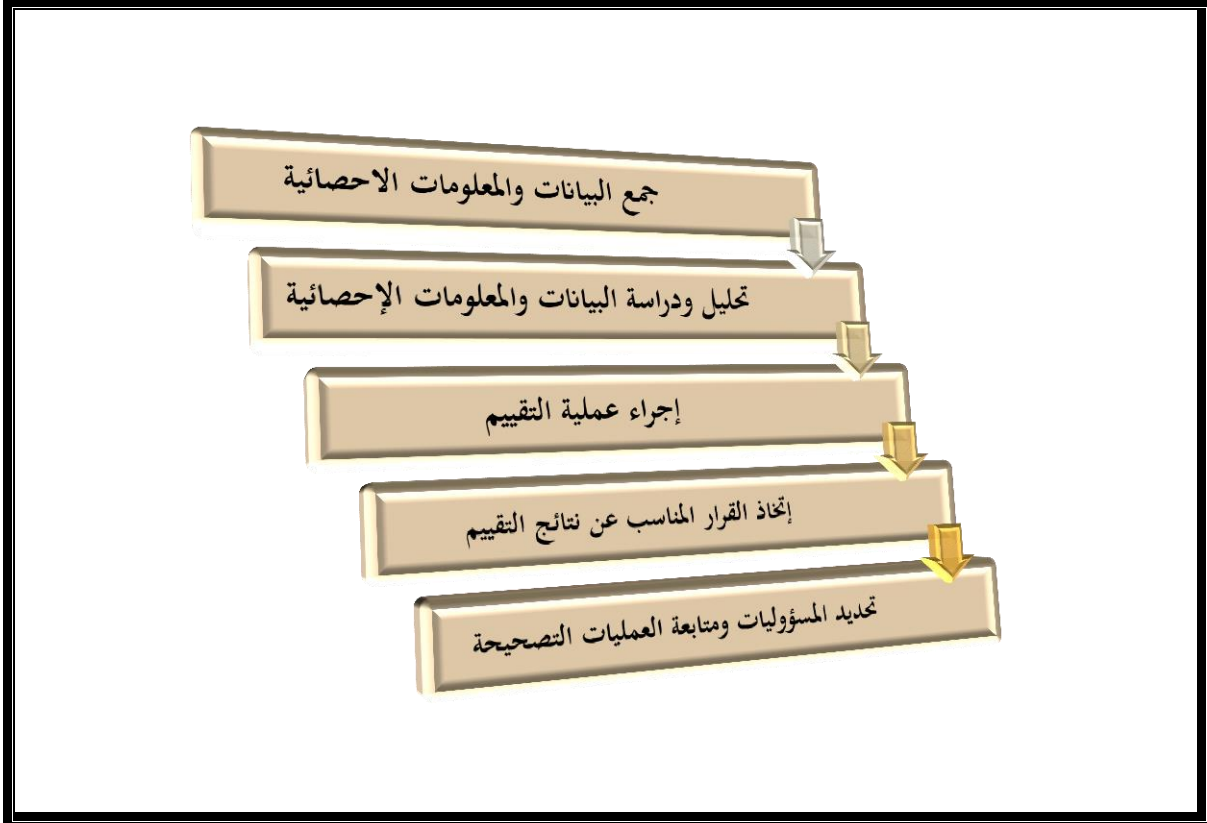 جمع البيانات والمعلومات الاحصائية
تحليل ودراسة البيانات والمعلومات الإحصائية
إجراء عملية التقييم
إتخاذ القرار المناسب عن نتائج التقييم
تحديد المسؤوليات ومتابعة العمليات التصحيحة